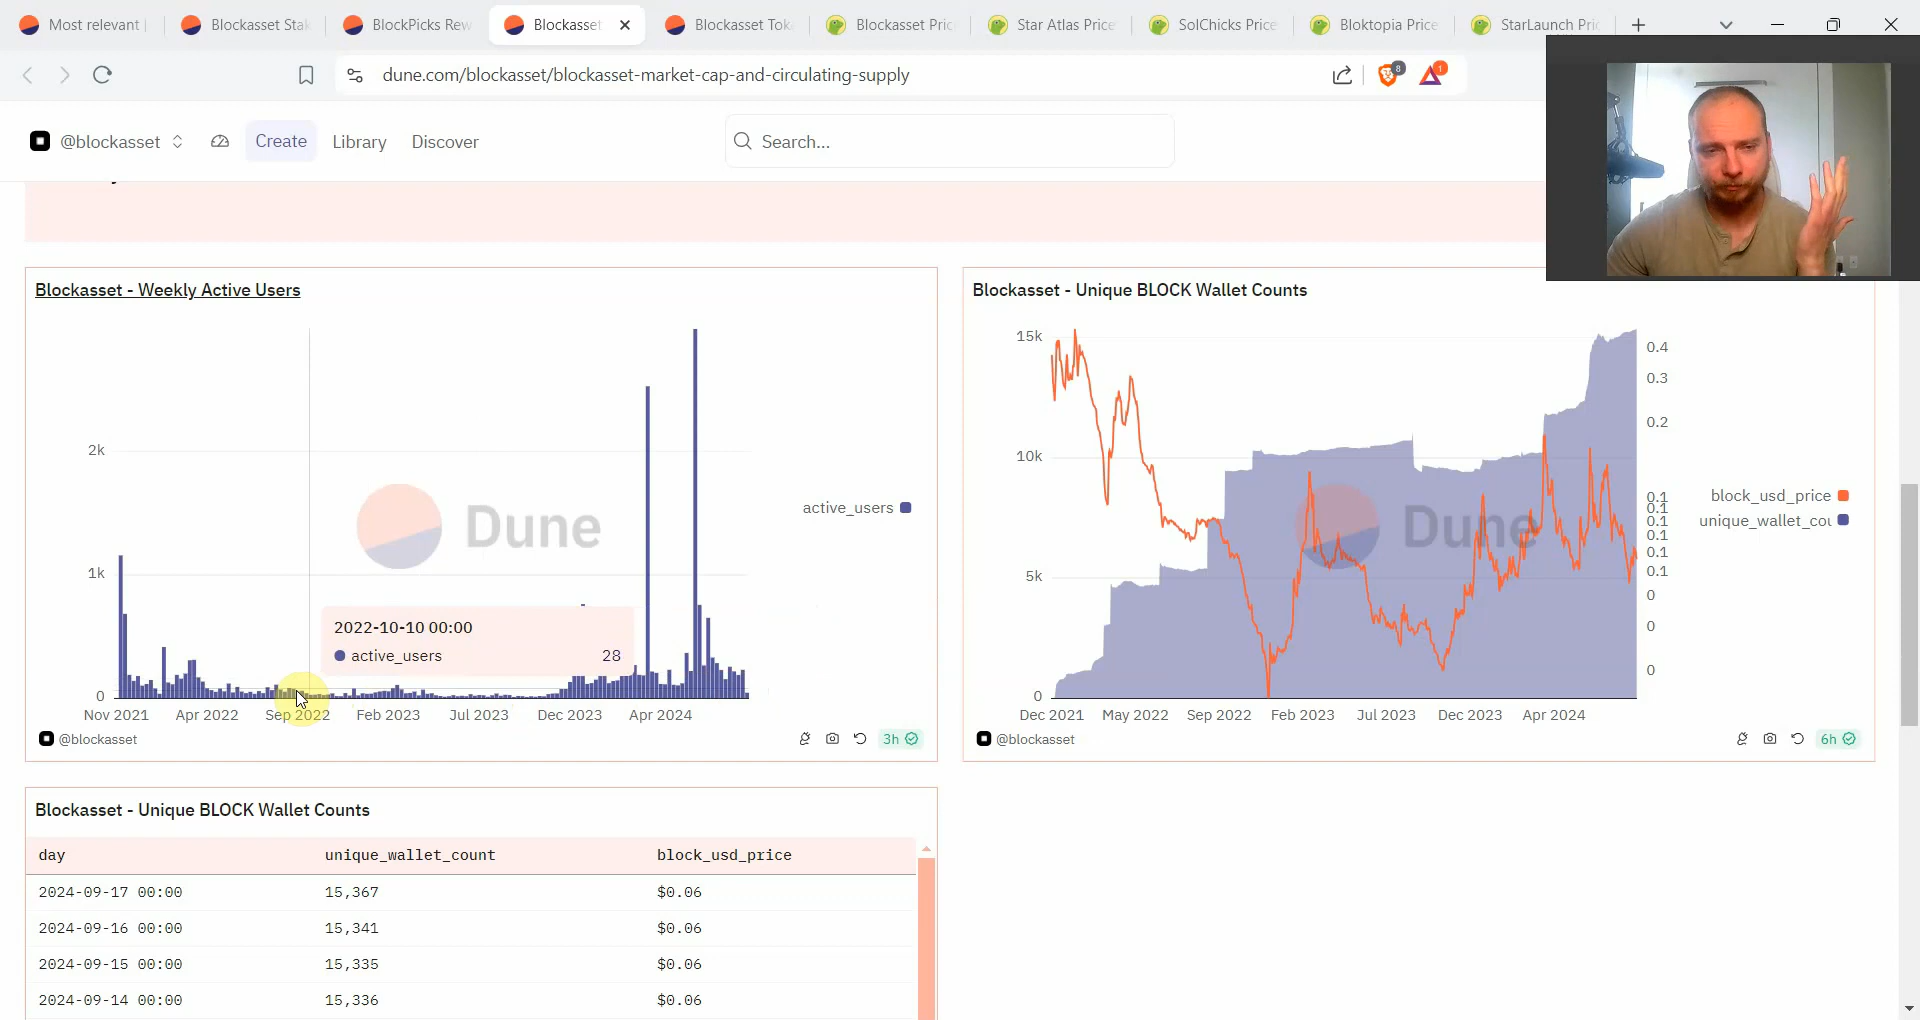 Most relevant
Blockasset Stak
BlockPicks Rew
Blockasset
Blockasset Tok
Blockasset Pric
Star Atlas Price
SolChicks Price
Bloktopia Price
StarLaunch Pric
dune.com/blockasset/blockasset-market-cap-and-circulating-supply
8
1
@blockasset
Create
Library
Discover
Search...
Blockasset - Weekly Active Users
2k
1k
0
Dune
active_users
2022-10-10 00:00
active_users 28
Nov 2021 Apr 2022 Sep 2022 Feb 2023 Jul 2023 Dec 2023 Apr 2024
@blockasset
3h
Blockasset - Unique BLOCK Wallet Counts
15k
10k
5k
0
Dune
0.4
0.3
0.2
0.1
0.1
0.1
0.1
0.1
0.1
0
0
0
block_usd_price
unique_wallet_cou
Dec 2021 May 2022 Sep 2022 Feb 2023 Jul 2023 Dec 2023 Apr 2024
@blockasset
6h
Blockasset - Unique BLOCK Wallet Counts
day unique_wallet_count block_usd_price
2024-09-17 00:00 15,367 $0.06
2024-09-16 00:00 15,341 $0.06
2024-09-15 00:00 15,335 $0.06
2024-09-14 00:00 15,336 $0.06